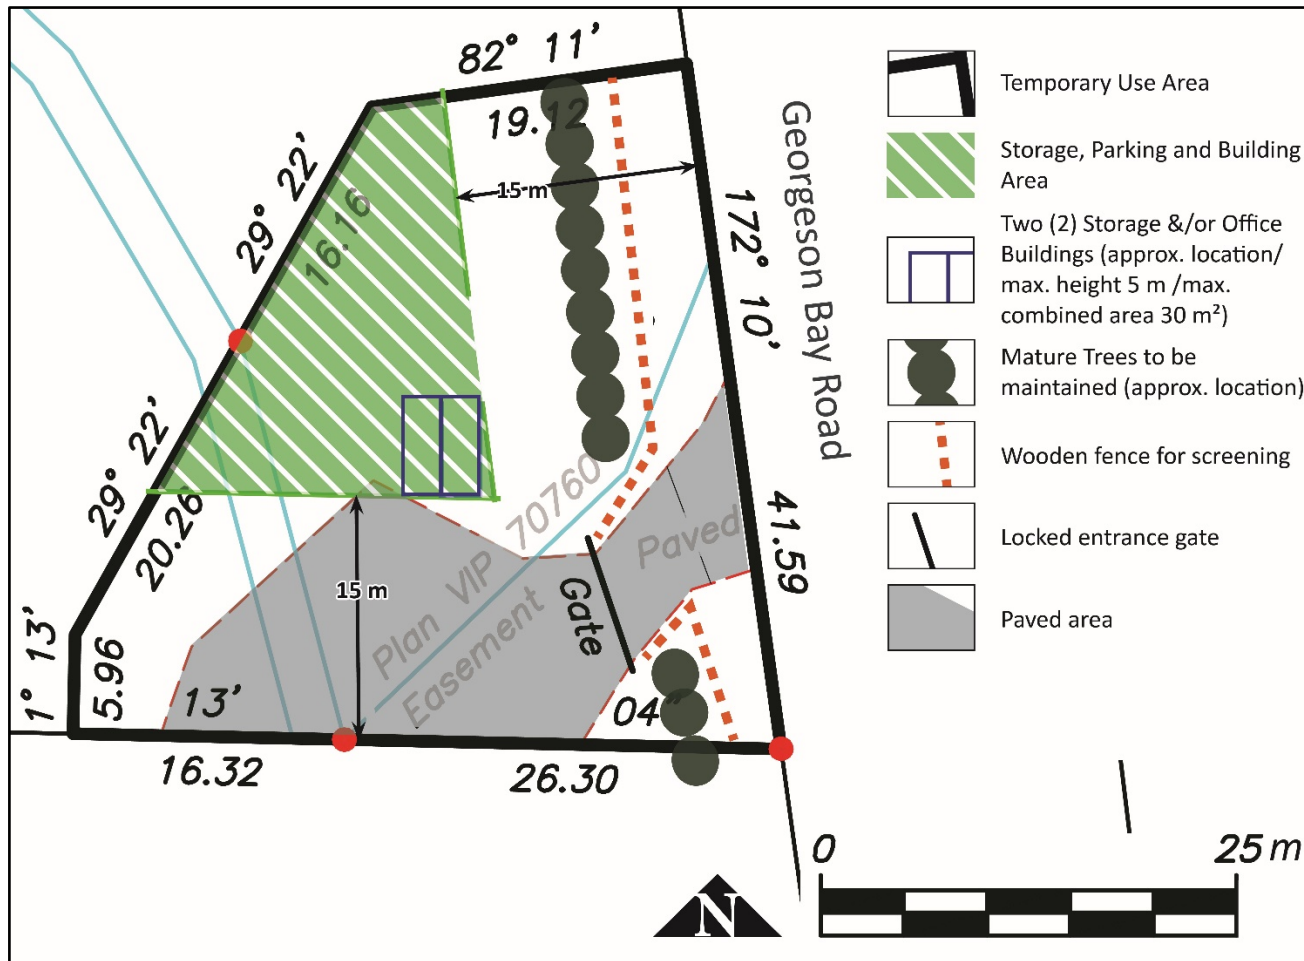 82° 11'
19.12
15 m
29° 22'
16.16
172° 10'
Georgeson Bay Road
29° 22'
20.26
Plan VIP 70760
Easement
Paved
41.59
Gate
15 m
1° 13'
5.96
13'
04"
16.32
26.30
Temporary Use Area
Storage, Parking and Building
Area
Two (2) Storage &/or Office
Buildings (approx. location/
max. height 5 m /max.
combined area 30 m²)
Mature Trees to be
maintained (approx. location)
Wooden fence for screening
Locked entrance gate
Paved area
0
25 m
N